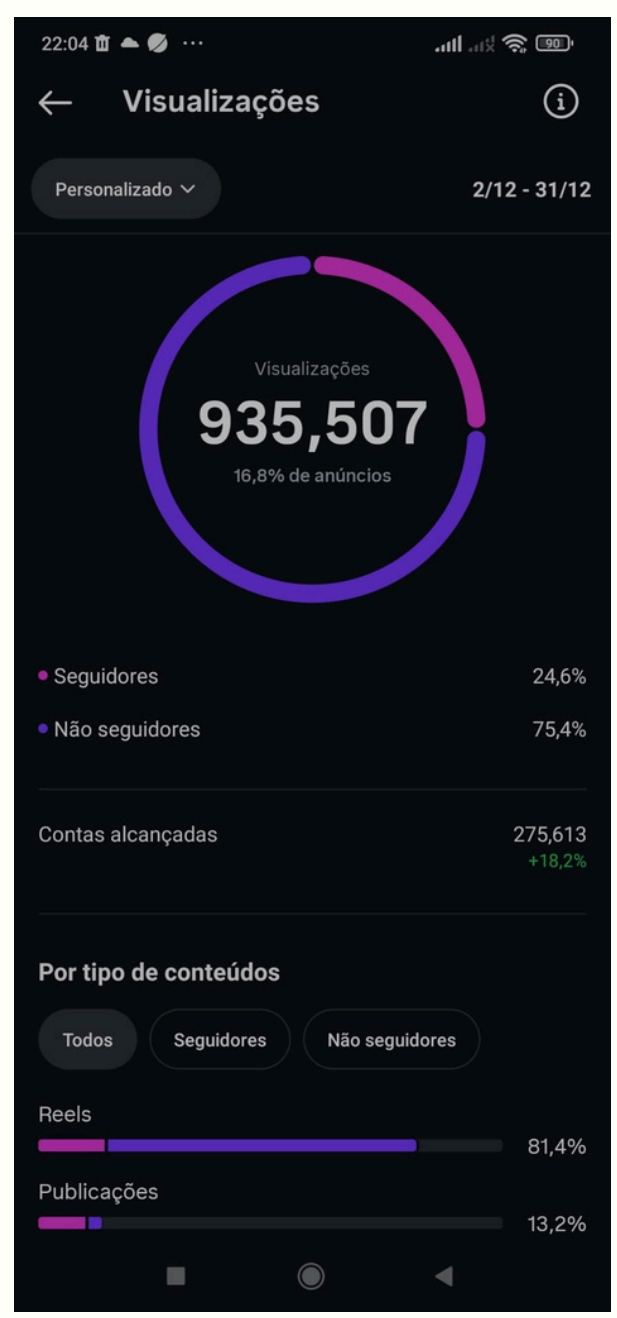 22:04
90
Visualizações
Personalizado
2/12 - 31/12
Visualizações
935,507
16,8% de anúncios
Seguidores
24,6%
Não seguidores
75,4%
Contas alcançadas
275,613
+18,2%
Por tipo de conteúdos
Todos
Seguidores
Não seguidores
Reels
81,4%
Publicações
13,2%